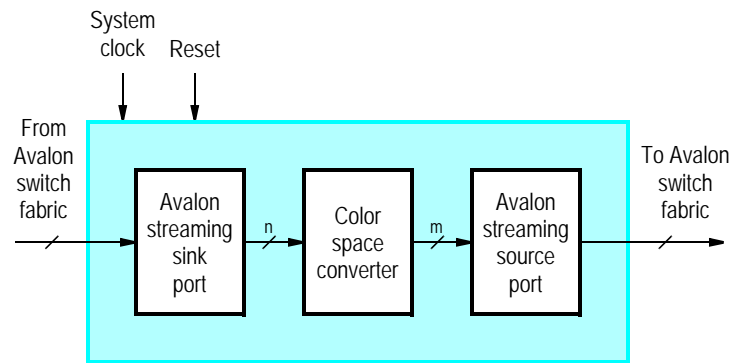 System
clock
Reset
From
Avalon
switch
fabric
Avalon
streaming
sink
port
n
Color
space
converter
m
Avalon
streaming
source
port
To Avalon
switch
fabric